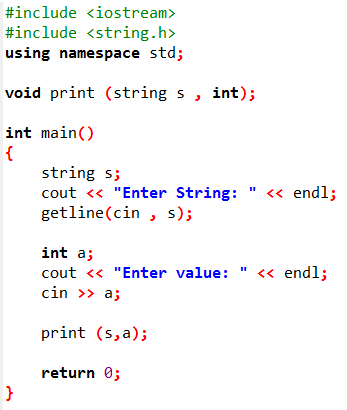 #include <iostream>
#include <string.h>
using namespace std;
void print (string s , int);
int main()
{
string s;
cout << "Enter String: " << endl;
getline(cin , s);
int a;
cout << "Enter value: " << endl;
cin >> a;
print (s,a);
return 0;
}